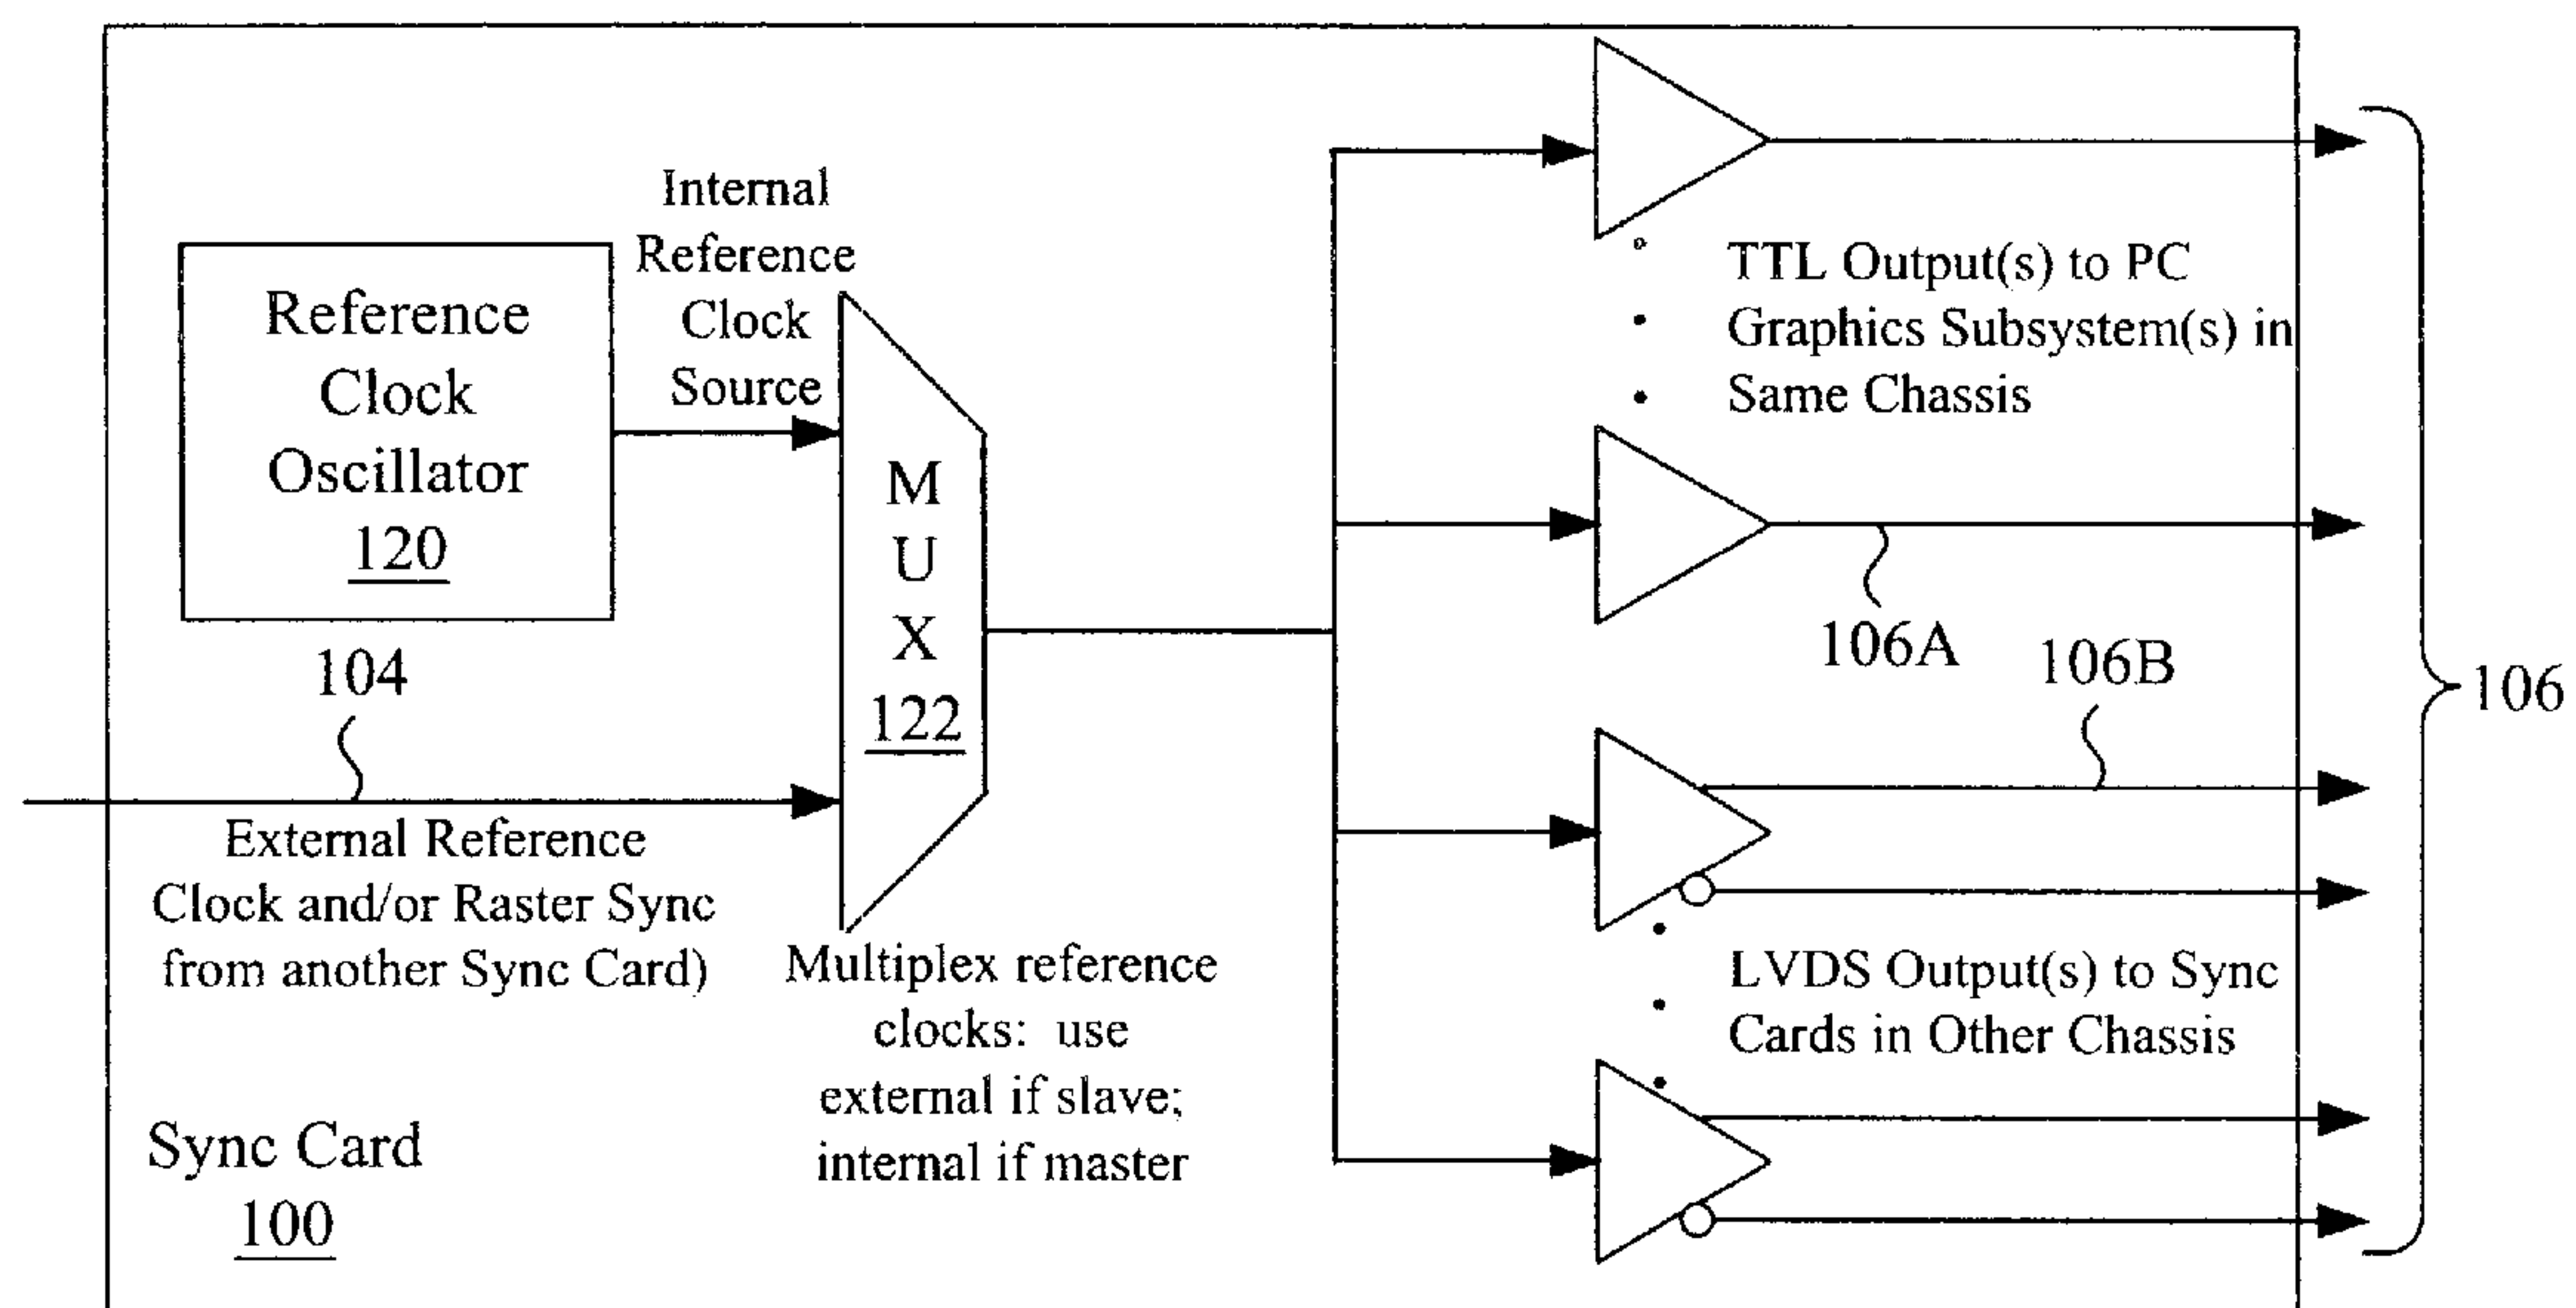 Internal
Reference
Clock
Source
Reference
Clock
Oscillator
120
TTL Output(s) to PC
Graphics Subsystem(s) in
Same Chassis
M
U
X
122
104
106A
106B
106
External Reference
Clock and/or Raster Sync
from another Sync Card)
Multiplex reference
clocks: use
external if slave;
internal if master
LVDS Output(s) to Sync
Cards in Other Chassis
Sync Card
100